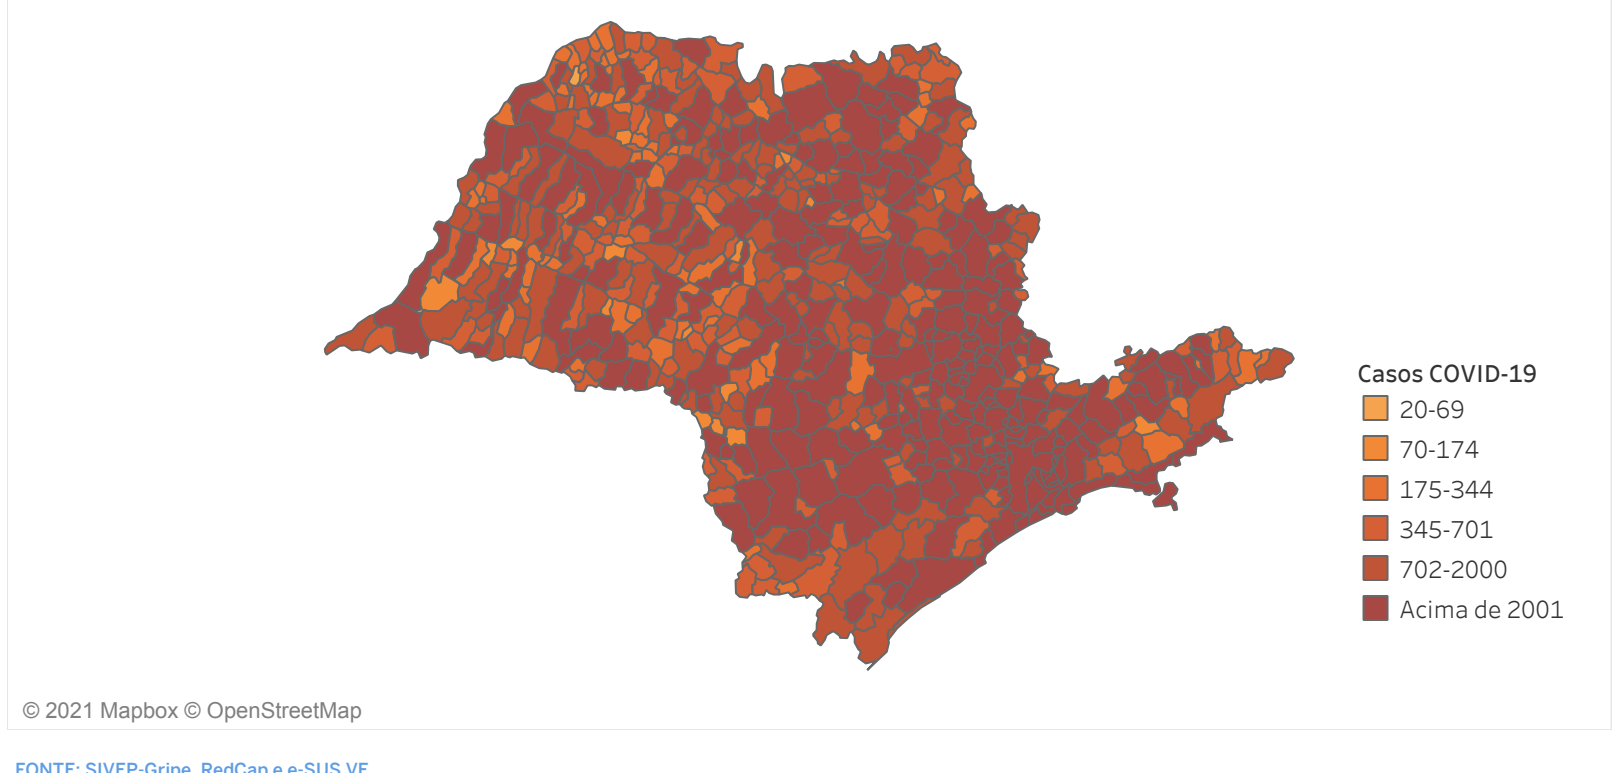 Casos COVID-19
20-69
70-174
175-344
345-701
702-2000
Acima de 2001
© 2021 Mapbox © OpenStreetMap
FONTE: SIVEP-Gripe, RedCap e e-SUS VE